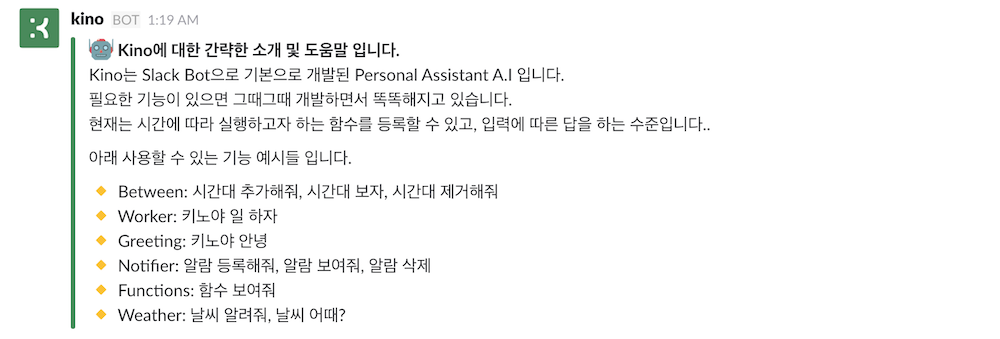 kino BOT 1:19 AM
Kino에 대한 간략한 소개 및 도움말 입니다.
Kino는 Slack Bot으로 기본으로 개발된 Personal Assistant A.I 입니다.
필요한 기능이 있으면 그때그때 개발하면서 똑똑해지고 있습니다.
현재는 시간에 따라 실행하고자 하는 함수를 등록할 수 있고, 입력에 따른 답을 하는 수준입니다..
아래 사용할 수 있는 기능 예시들 입니다.
Between: 시간대 추가해줘, 시간대 보자, 시간대 제거해줘
Worker: 키노야 일 하자
Greeting: 키노야 안녕
Notifier: 알람 등록해줘, 알람 보여줘, 알람 삭제
Functions: 함수 보여줘
Weather: 날씨 알려줘, 날씨 어때?